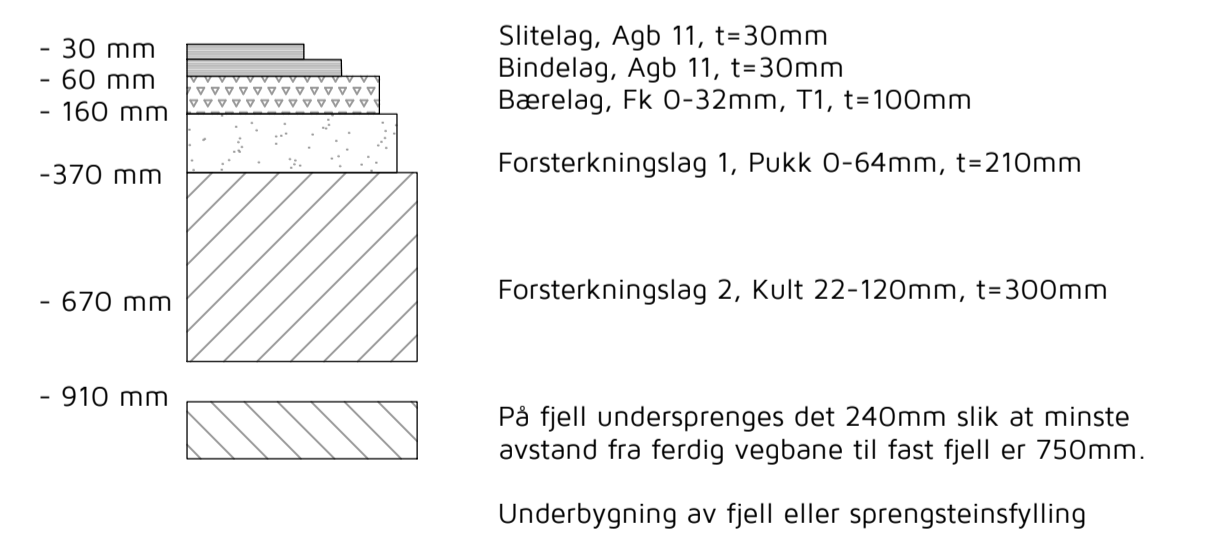 - 30 mm
- 60 mm
- 160 mm
-370 mm
- 670 mm
- 910 mm
Slitelag, Agb 11, t=30mm
Bindelag, Agb 11, t=30mm
Bærelag, Fk 0-32mm, T1, t=100mm
Forsterkningslag 1, Pukk 0-64mm, t=210mm
Forsterkningslag 2, Kult 22-120mm, t=300mm
På fjell undersprenges det 240mm slik at minste
avstand fra ferdig vegbane til fast fjell er 750mm.
Underbygning av fjell eller sprengsteinsfylling